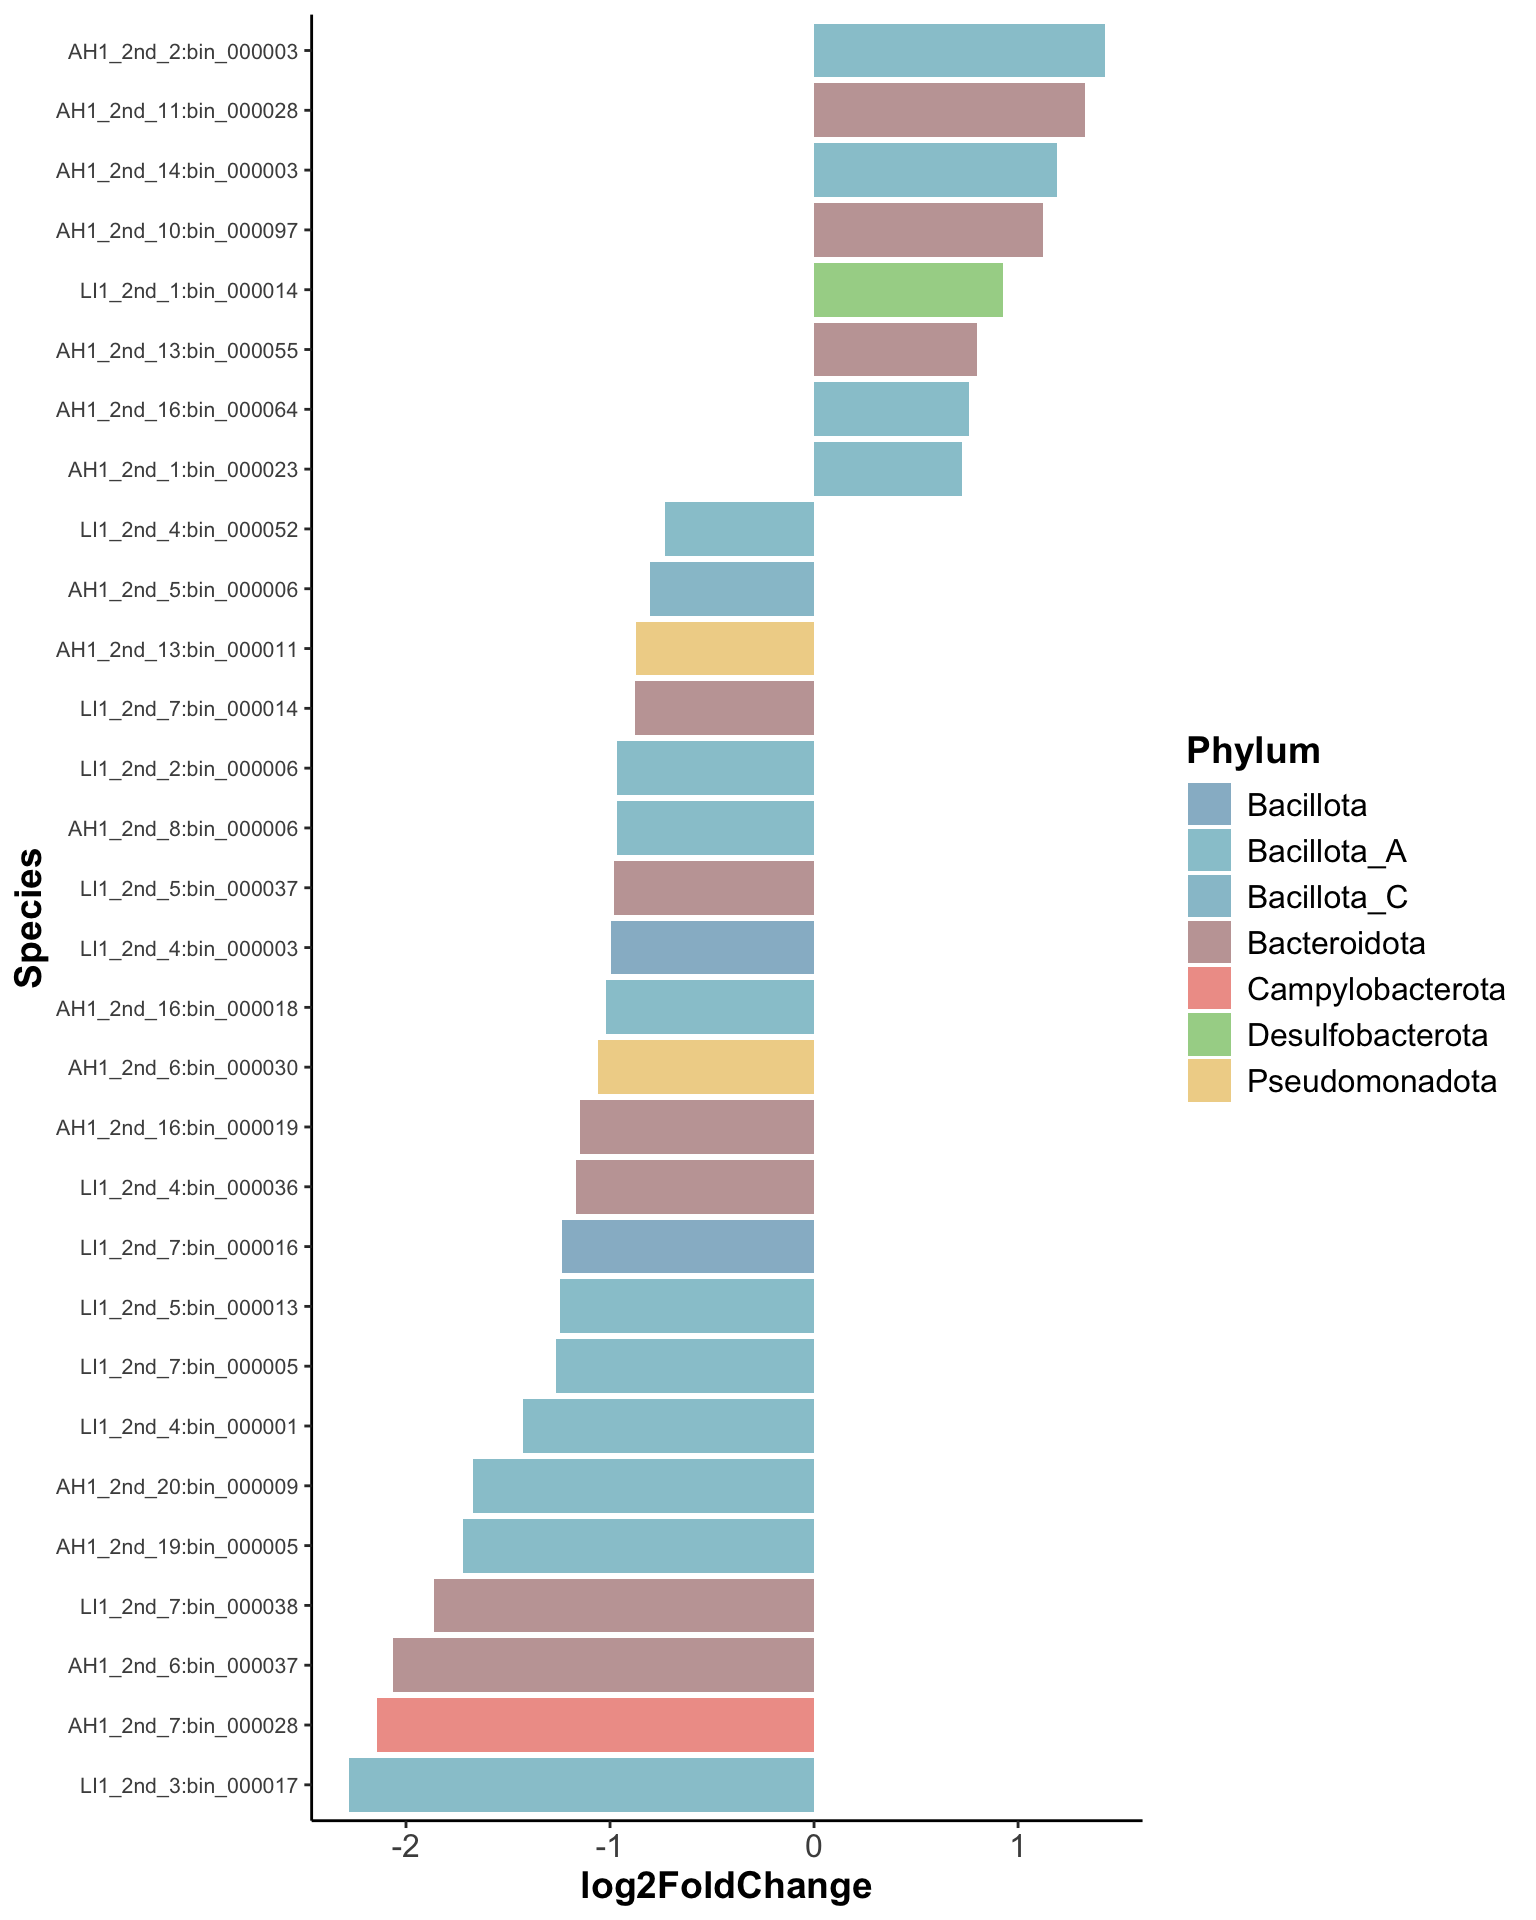 AH1_2nd_2:bin_000003
AH1_2nd_11:bin_000028
AH1_2nd_14:bin_000003
AH1_2nd_10:bin_000097
LI1_2nd_1:bin_000014
AH1_2nd_13:bin_000055
AH1_2nd_16:bin_000064
AH1_2nd_1:bin_000023
LI1_2nd_4:bin_000052
AH1_2nd_5:bin_000006
AH1_2nd_13:bin_000011
LI1_2nd_7:bin_000014
LI1_2nd_2:bin_000006
AH1_2nd_8:bin_000006
LI1_2nd_5:bin_000037
LI1_2nd_4:bin_000003
AH1_2nd_16:bin_000018
AH1_2nd_6:bin_000030
AH1_2nd_16:bin_000019
LI1_2nd_4:bin_000036
LI1_2nd_7:bin_000016
LI1_2nd_5:bin_000013
LI1_2nd_7:bin_000005
LI1_2nd_4:bin_000001
AH1_2nd_20:bin_000009
AH1_2nd_19:bin_000005
LI1_2nd_7:bin_000038
AH1_2nd_6:bin_000037
AH1_2nd_7:bin_000028
LI1_2nd_3:bin_000017
Species
-2 -1 0 1
log2FoldChange
Phylum
Bacillota
Bacillota_A
Bacillota_C
Bacteroidota
Campylobacterota
Desulfobacterota
Pseudomonadota